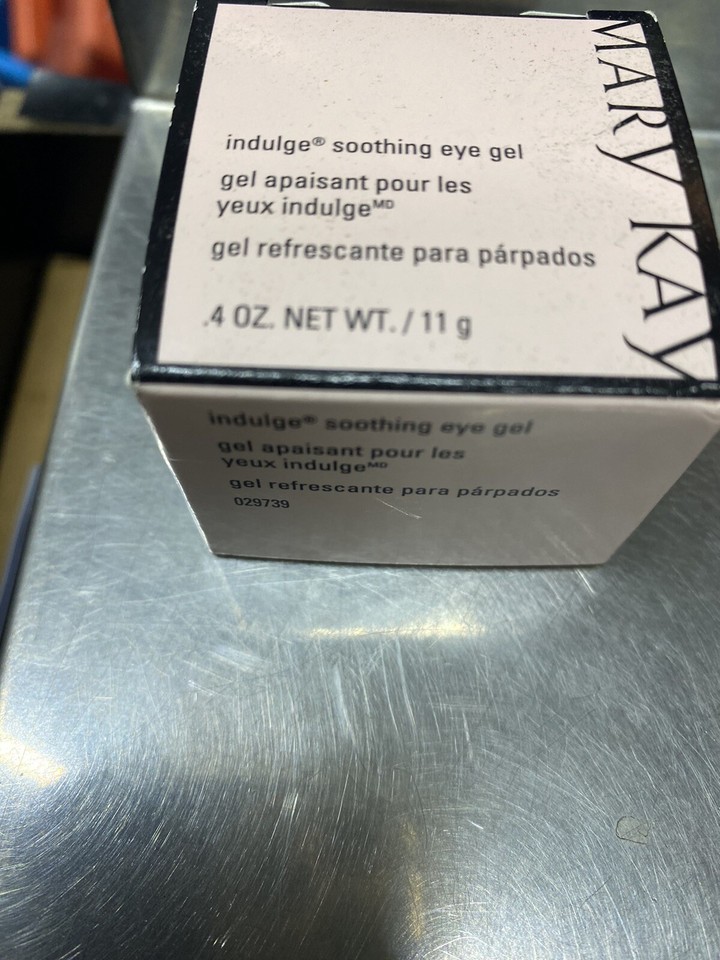 MARY KAY
indulge® soothing eye gel
gel apaisant pour les
yeux indulgeᴹᴰ
gel refrescante para párpados
.4 OZ. NET WT. / 11 g
indulge® soothing eye gel
gel apaisant pour les
yeux indulgeᴹᴰ
gel refrescante para párpados
029739